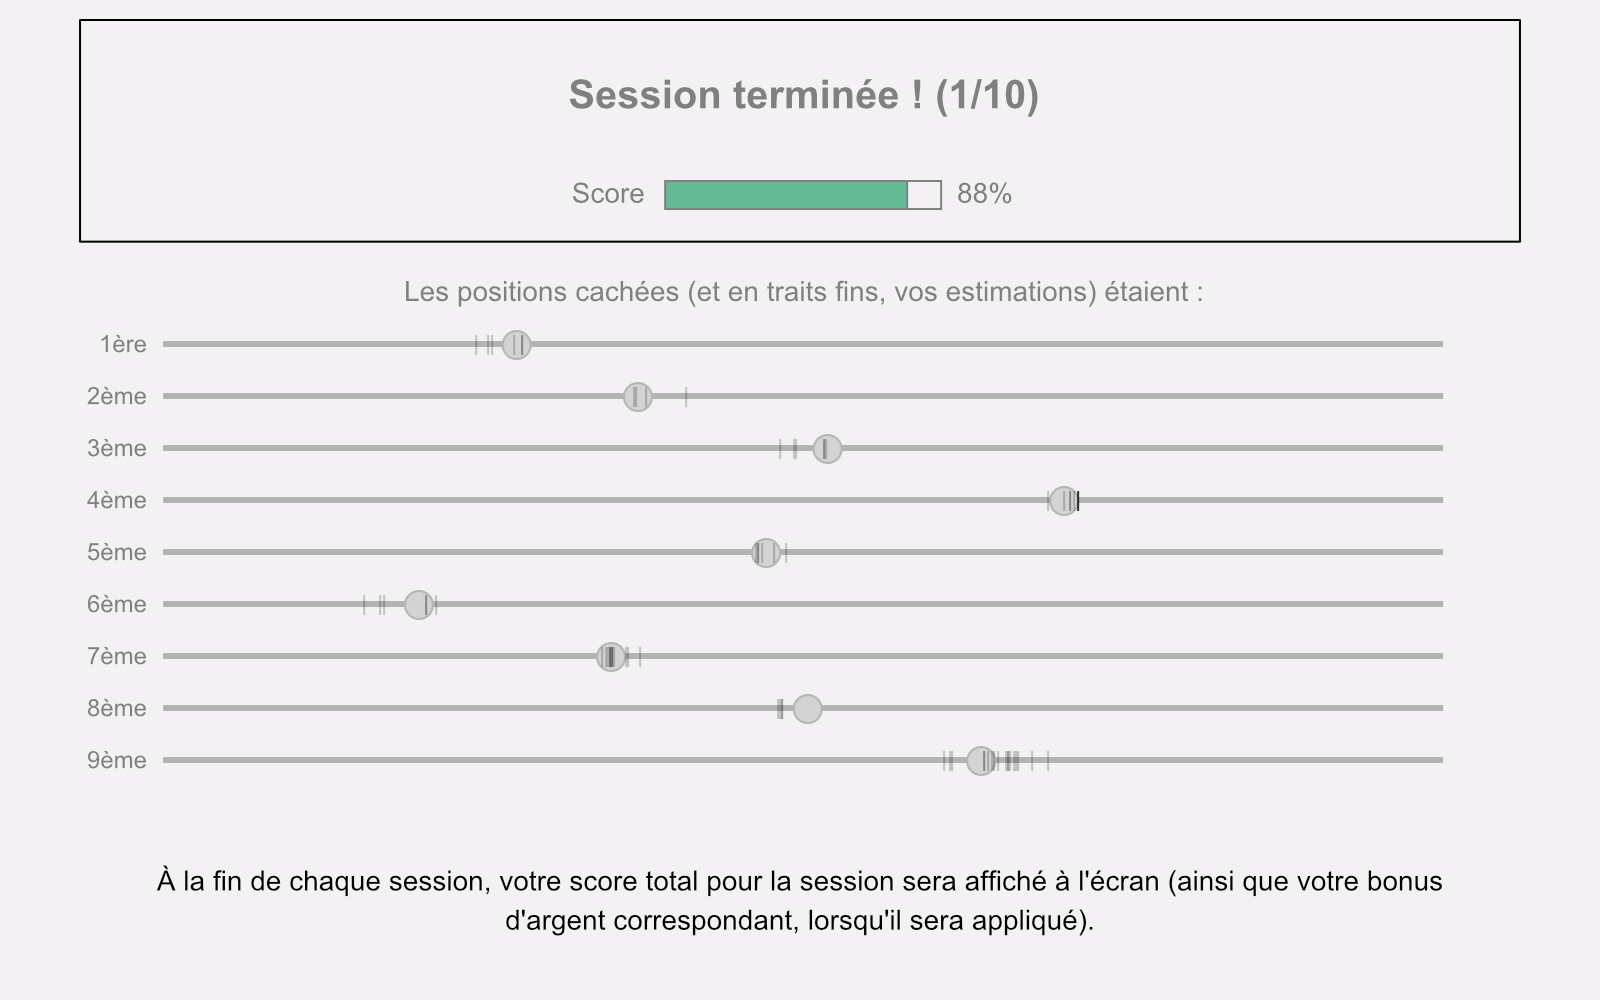 Session terminée ! (1/10)
Score 88%
Les positions cachées (et en traits fins, vos estimations) étaient :
1ère
2ème
3ème
4ème
5ème
6ème
7ème
8ème
9ème
À la fin de chaque session, votre score total pour la session sera affiché à l'écran (ainsi que votre bonus
d'argent correspondant, lorsqu'il sera appliqué).